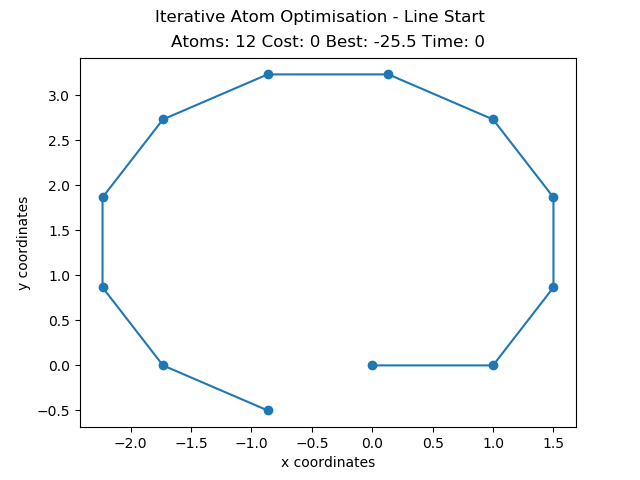 Iterative Atom Optimisation - Line Start
Atoms: 12 Cost: 0 Best: -25.5 Time: 0
3.0
2.5
2.0
1.5
1.0
0.5
0.0
−0.5
y coordinates
−2.0 −1.5 −1.0 −0.5 0.0 0.5 1.0 1.5
x coordinates